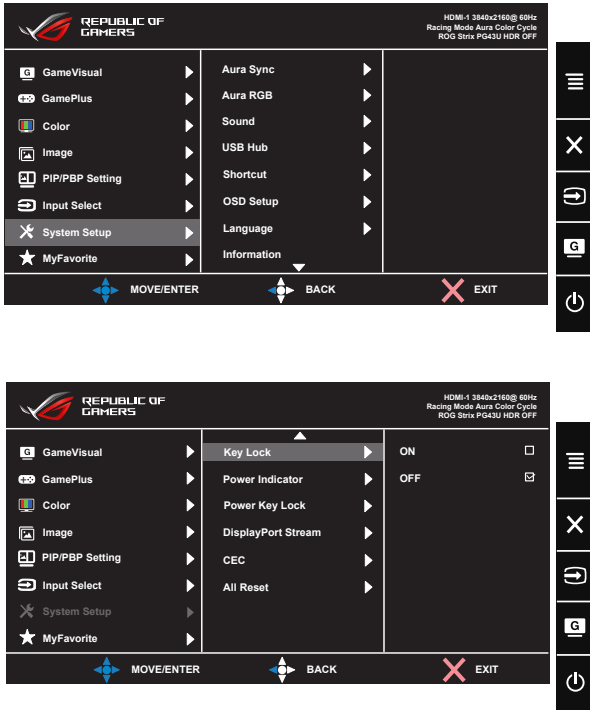 REPUBLIC OF
GAMERS
HDMI-1 3840x2160@ 60Hz
Racing Mode Aura Color Cycle
ROG Strix PG43U HDR OFF
G GameVisual
GamePlus
Color
Image
PIP/PBP Setting
Input Select
System Setup
MyFavorite
Aura Sync
Aura RGB
Sound
USB Hub
Shortcut
OSD Setup
Language
Information
MOVE/ENTER
BACK
EXIT
G
REPUBLIC OF
GAMERS
HDMI-1 3840x2160@ 60Hz
Racing Mode Aura Color Cycle
ROG Strix PG43U HDR OFF
G GameVisual
GamePlus
Color
Image
PIP/PBP Setting
Input Select
System Setup
MyFavorite
Key Lock
Power Indicator
Power Key Lock
DisplayPort Stream
CEC
All Reset
ON
OFF
MOVE/ENTER
BACK
EXIT
G